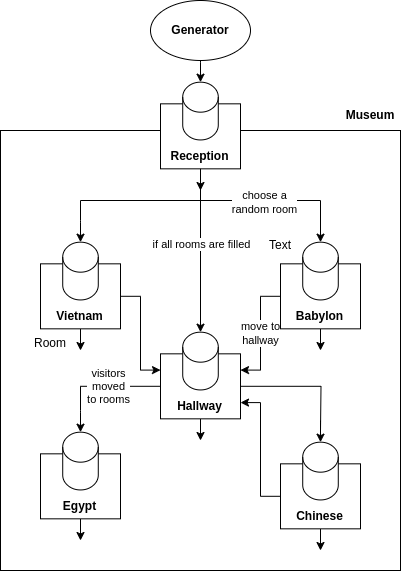 Generator
Museum
Reception
choose a
random room
if all rooms are filled
Text
Vietnam
Babylon
Room
move to
hallway
visitors
moved
to rooms
Hallway
Egypt
Chinese